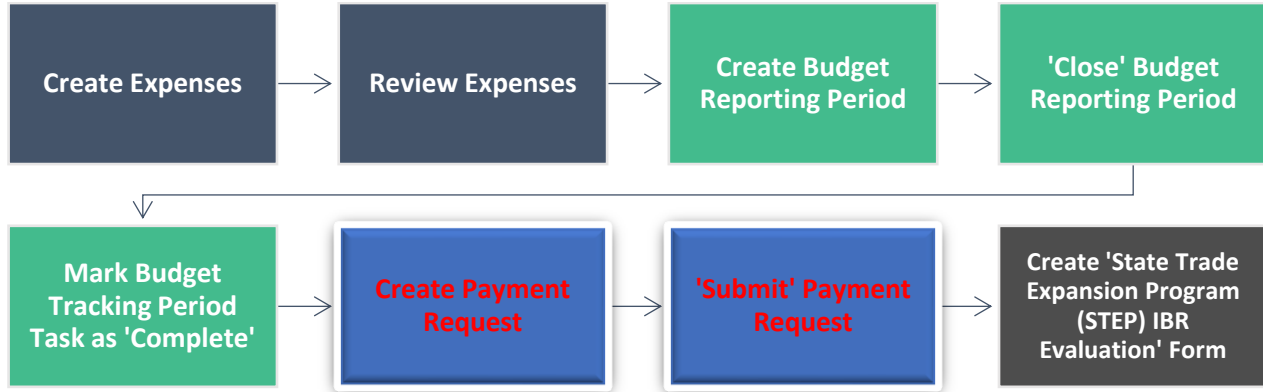 Create Expenses
Review Expenses
Create Budget
Reporting Period
'Close' Budget
Reporting Period
Mark Budget
Tracking Period
Task as 'Complete'
Create Payment
Request
'Submit' Payment
Request
Create 'State Trade
Expansion Program
(STEP) IBR
Evaluation' Form